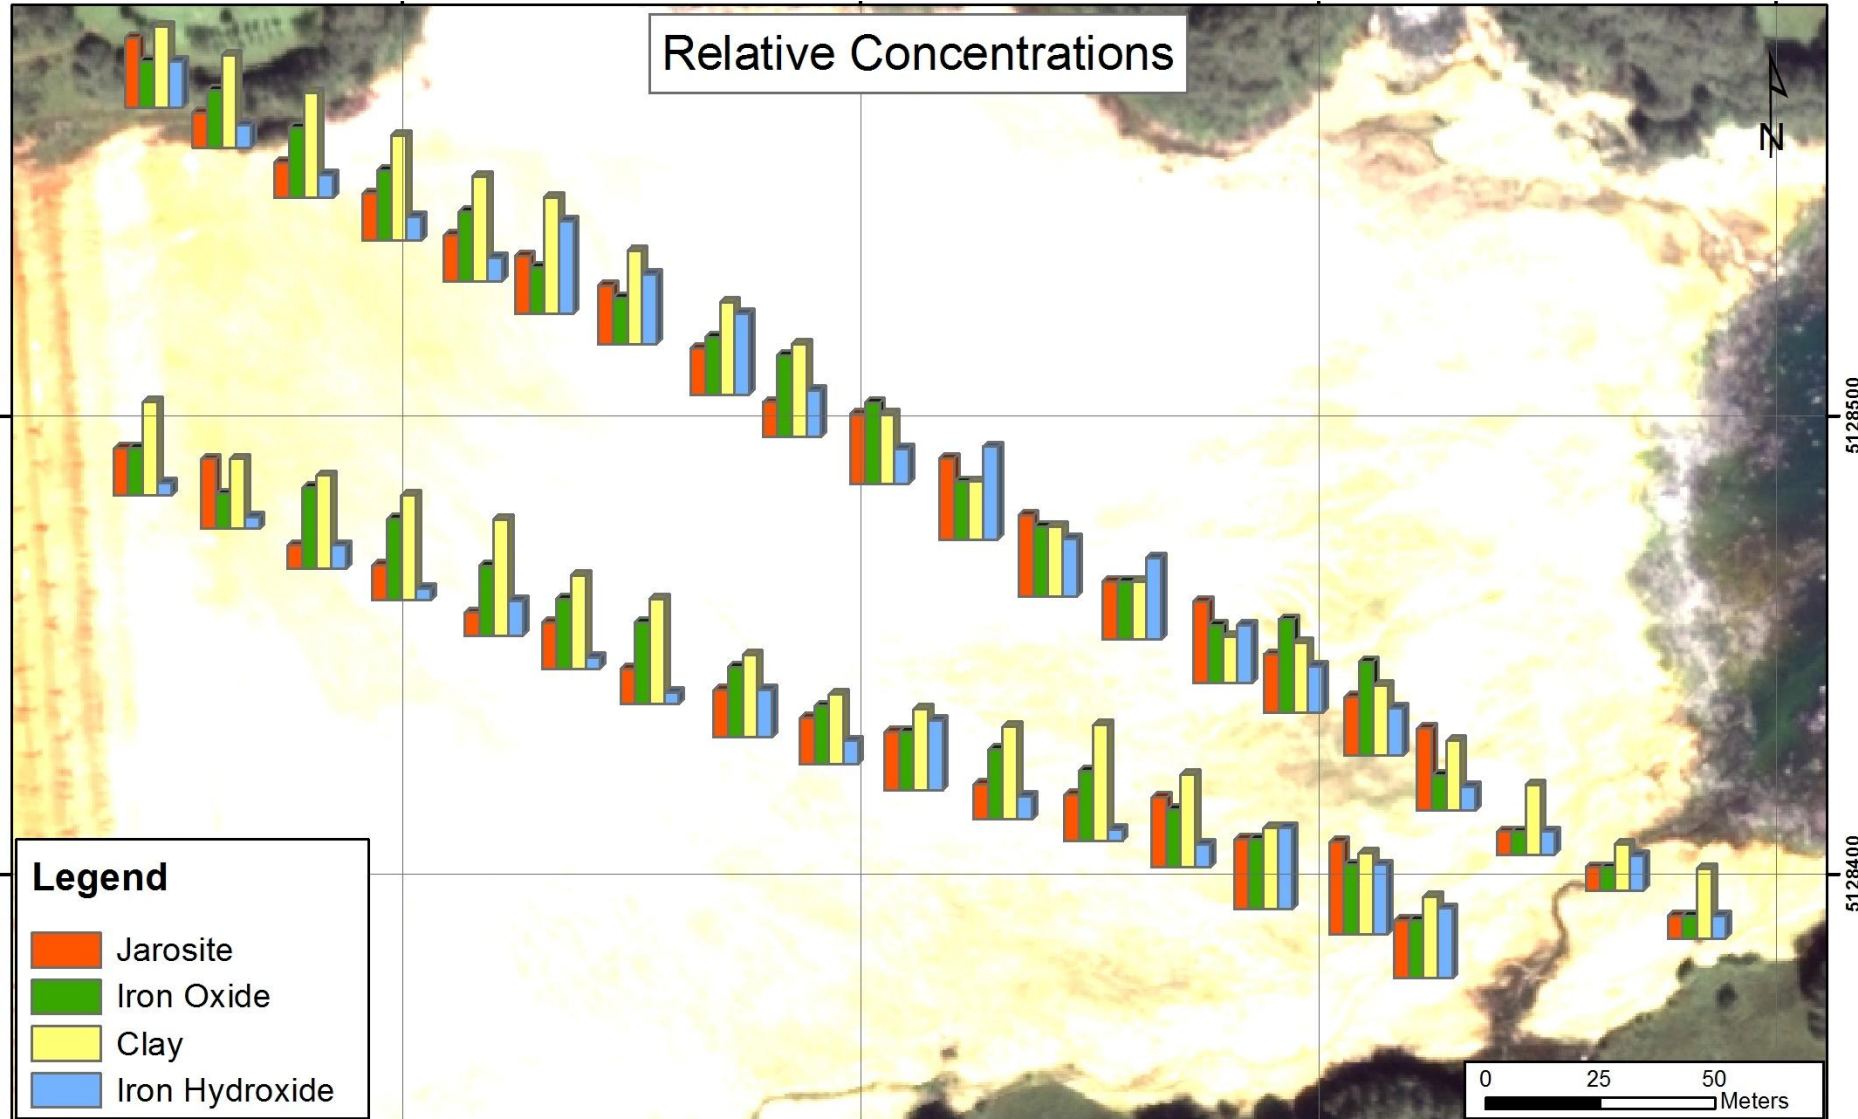 Relative Concentrations
N
5128500
5128400
Legend
Jarosite
Iron Oxide
Clay
Iron Hydroxide
0 25 50
Meters